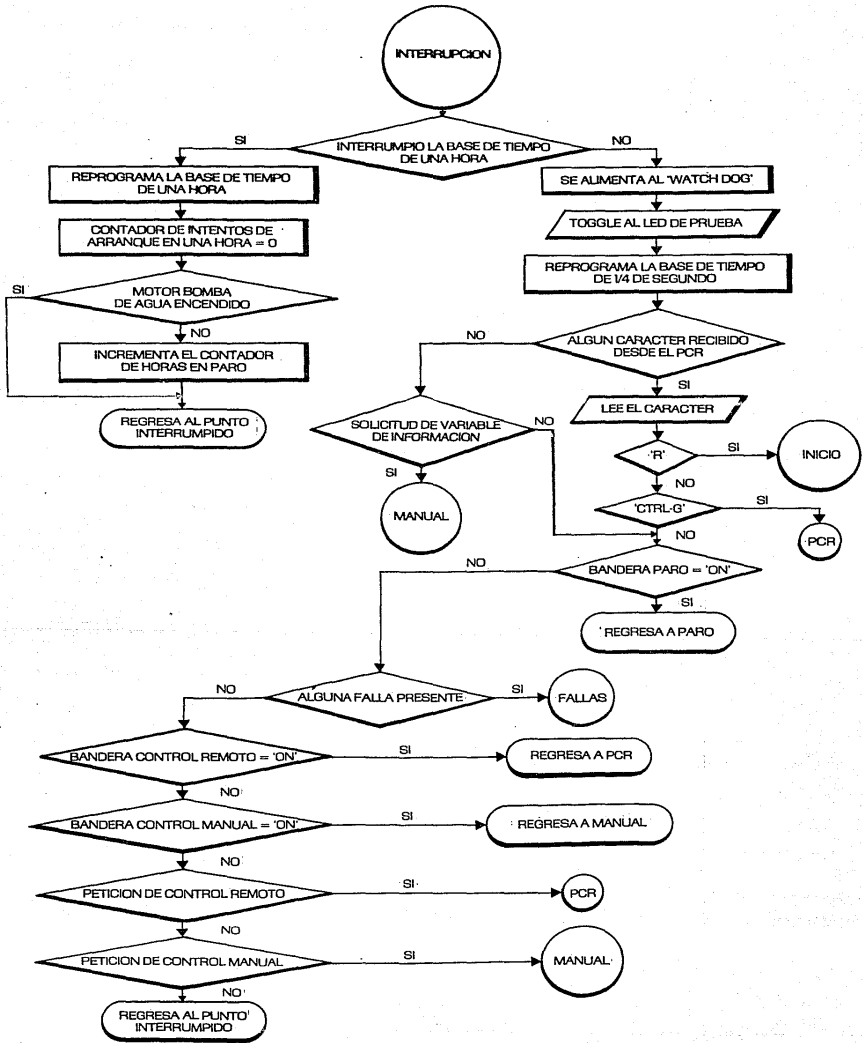 INTERRUPCION
INTERRUMPIO LA BASE DE TIEMPO
DE UNA HORA
SI
NO
REPROGRAMA LA BASE DE TIEMPO
DE UNA HORA
CONTADOR DE INTENTOS DE
ARRANQUE EN UNA HORA = 0
MOTOR BOMBA
DE AGUA ENCENDIDO
SI
NO
INCREMENTA EL CONTADOR
DE HORAS EN PARO
REGRESA AL PUNTO
INTERRUMPIDO
SE ALIMENTA AL 'WATCH DOG'
TOGGLE AL LED DE PRUEBA
REPROGRAMA LA BASE DE TIEMPO
DE 1/4 DE SEGUNDO
ALGUN CARACTER RECIBIDO
DESDE EL PCR
NO
SI
SOLICITUD DE VARIABLE
DE INFORMACION
NO
SI
MANUAL
LEE EL CARACTER
'R'
SI
INICIO
NO
'CTRL-G'
SI
PCR
NO
BANDERA PARO = 'ON'
NO
SI
REGRESA A PARO
ALGUNA FALLA PRESENTE
SI
FALLAS
NO
BANDERA CONTROL REMOTO = 'ON'
SI
REGRESA A PCR
NO
BANDERA CONTROL MANUAL = 'ON'
SI
REGRESA A MANUAL
NO
PETICION DE CONTROL REMOTO
SI
PCR
NO
PETICION DE CONTROL MANUAL
SI
MANUAL
NO
REGRESA AL PUNTO
INTERRUMPIDO